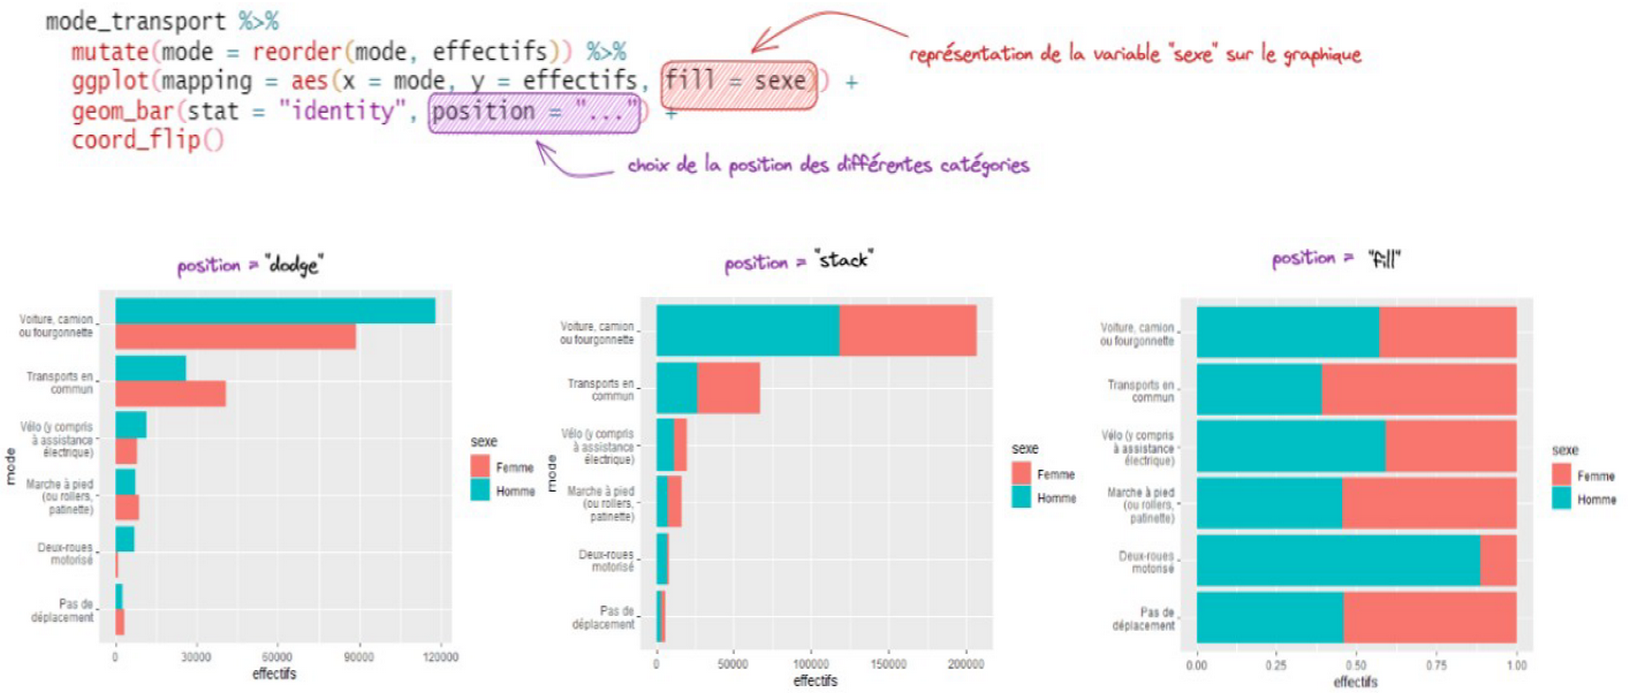 mode_transport %>%
mutate(mode = reorder(mode, effectifs)) %>%
ggplot(mapping = aes(x = mode, y = effectifs, fill = sexe)) +
geom_bar(stat = "identity", position = "...") +
coord_flip()
représentation de la variable "sexe" sur le graphique
choix de la position des différentes catégories
position = "dodge"
Voiture, camion
ou fourgonnette
Transports en
commun
Vélo (y compris
à assistance
électrique)
Marche à pied
(ou rollers,
patinette)
Deux-roues
motorisé
Pas de
déplacement
mode
0 30000 60000 90000 120000
effectifs
sexe
Femme
Homme
position = "stack"
Voiture, camion
ou fourgonnette
Transports en
commun
Vélo (y compris
à assistance
électrique)
Marche à pied
(ou rollers,
patinette)
Deux-roues
motorisé
Pas de
déplacement
mode
0 50000 100000 150000 200000
effectifs
sexe
Femme
Homme
position = "fill"
Voiture, camion
ou fourgonnette
Transports en
commun
Vélo (y compris
à assistance
électrique)
Marche à pied
(ou rollers,
patinette)
Deux-roues
motorisé
Pas de
déplacement
0.00 0.25 0.50 0.75 1.00
effectifs
sexe
Femme
Homme